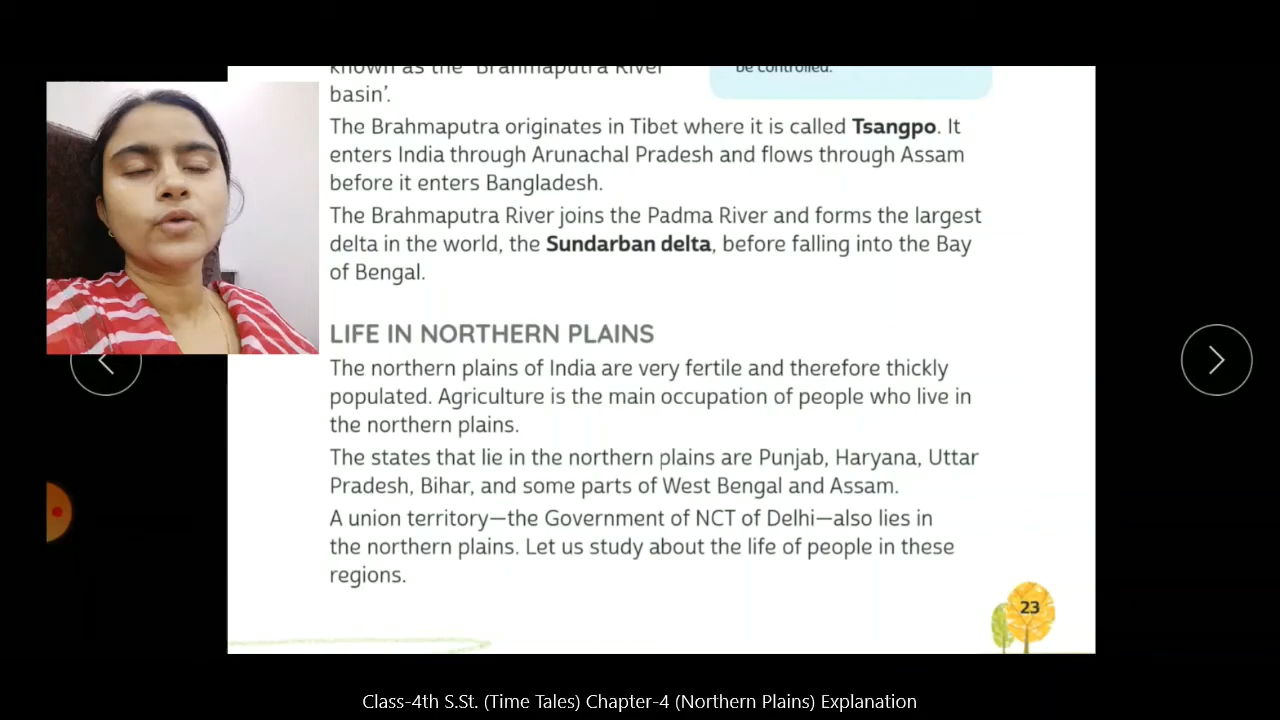 known as the 'Brahmaputra River
be controlled.
basin'.
The Brahmaputra originates in Tibet where it is called Tsangpo. It
enters India through Arunachal Pradesh and flows through Assam
before it enters Bangladesh.
The Brahmaputra River joins the Padma River and forms the largest
delta in the world, the Sundarban delta, before falling into the Bay
of Bengal.
LIFE IN NORTHERN PLAINS
The northern plains of India are very fertile and therefore thickly
populated. Agriculture is the main occupation of people who live in
the northern plains.
The states that lie in the northern plains are Punjab, Haryana, Uttar
Pradesh, Bihar, and some parts of West Bengal and Assam.
A union territory—the Government of NCT of Delhi—also lies in
the northern plains. Let us study about the life of people in these
regions.
23
Class-4th S.St. (Time Tales) Chapter-4 (Northern Plains) Explanation